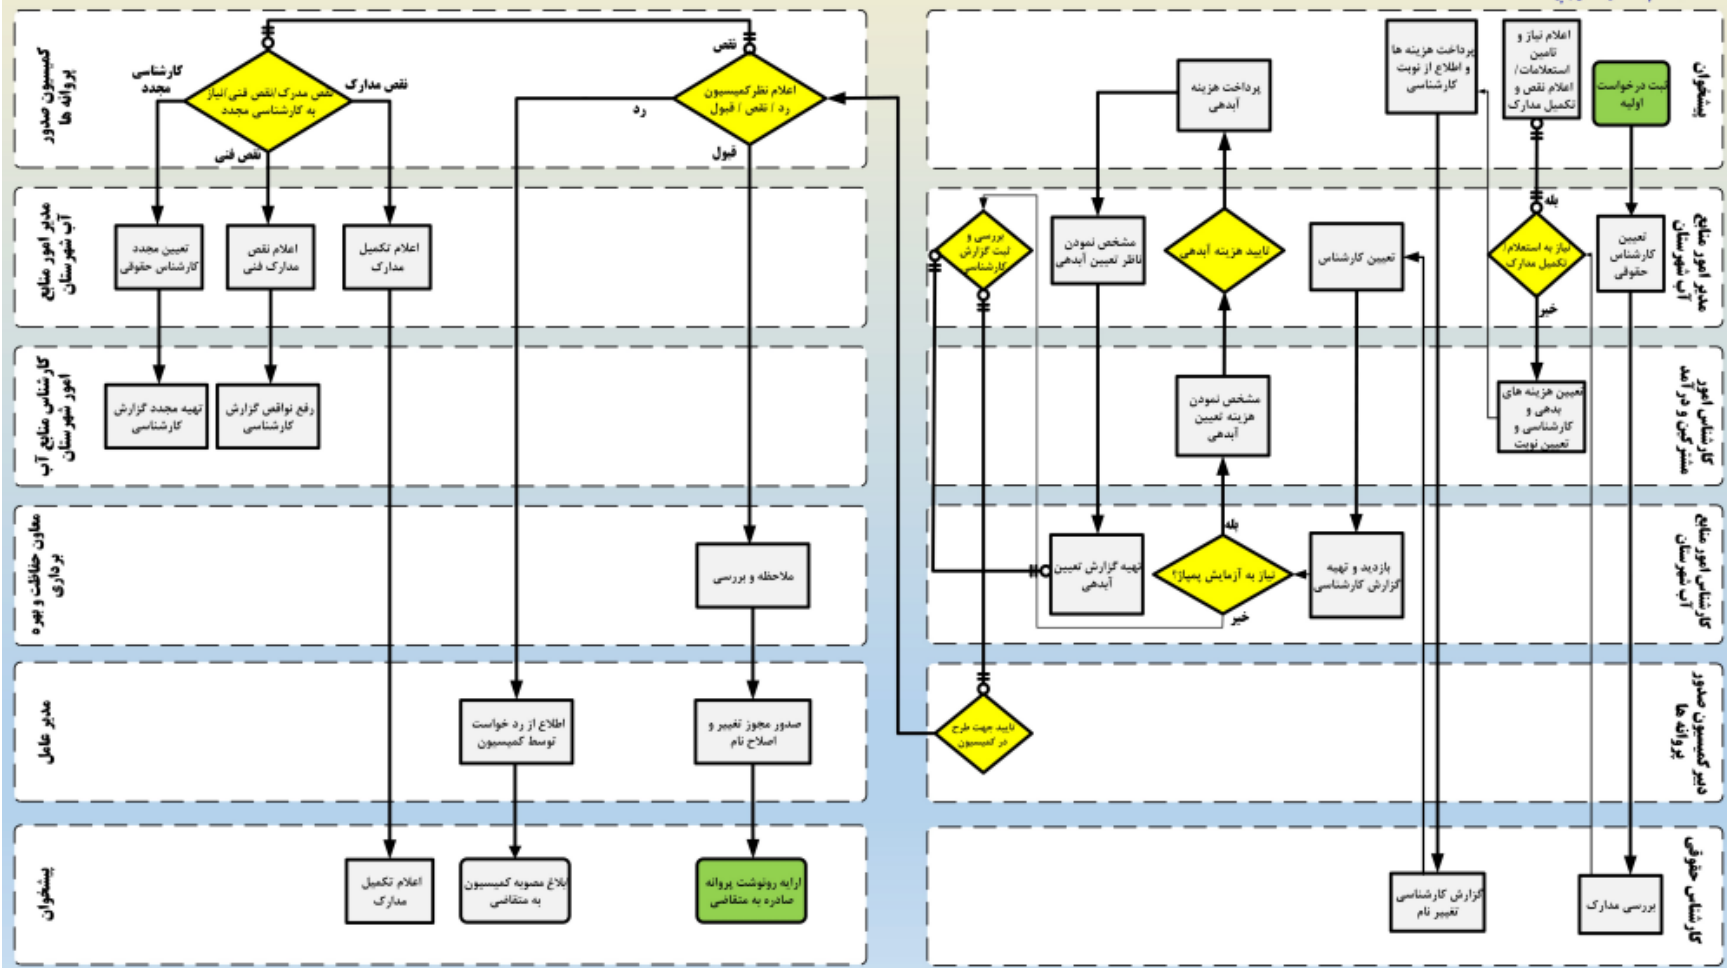 پیشخوان
ثبت درخواست
اولیه
اعلام نیاز و
تامین
استعلامات/
اعلام نقص و
تکمیل مدارک
پرداخت هزینه ها
و اطلاع از نوبت
کارشناسی
پرداخت هزینه
آبدهی
مدیر امور منابع
آب شهرستان
تعیین
کارشناس
حقوقی
بله
نیاز به استعلام/
تکمیل مدارک؟
خیر
تعیین کارشناس
تایید هزینه آبدهی
مشخص نمودن
ناظر تعیین آبدهی
بررسی و
ثبت گزارش
کارشناسی
کارشناس امور
مشترکین و درآمد
تعیین هزینه های
بدهی و
کارشناسی و
تعیین نوبت
مشخص نمودن
هزینه تعیین
آبدهی
کارشناس امور منابع
آب شهرستان
بازدید و تهیه
گزارش کارشناسی
بله
نیاز به آزمایش پمپاژ؟
خیر
تهیه گزارش تعیین
آبدهی
دبیر کمیسیون صدور
پروانه ها
تایید جهت طرح
در کمیسیون
کارشناس حقوقی
بررسی مدارک
گزارش کارشناسی
تغییر نام
کمیسیون صدور
پروانه ها
نقص
اعلام نظر کمیسیون
رد / نقص / قبول
رد
قبول
نقص مدارک
نقص مدرک/نقص فنی/نیاز
به کارشناسی مجدد
کارشناسی
مجدد
نقص فنی
مدیر امور منابع
آب شهرستان
اعلام تکمیل
مدارک
اعلام نقص
مدارک فنی
تعیین مجدد
کارشناس حقوقی
کارشناس منابع آب
امور شهرستان
رفع نواقص گزارش
کارشناسی
تهیه مجدد گزارش
کارشناسی
معاون حفاظت و بهره
برداری
ملاحظه و بررسی
مدیر عامل
صدور مجوز تغییر و
اصلاح نام
اطلاع از رد خواست
توسط کمیسیون
پیشخوان
ارایه رونوشت پروانه
صادره به متقاضی
ابلاغ مصوبه کمیسیون
به متقاضی
اعلام تکمیل
مدارک